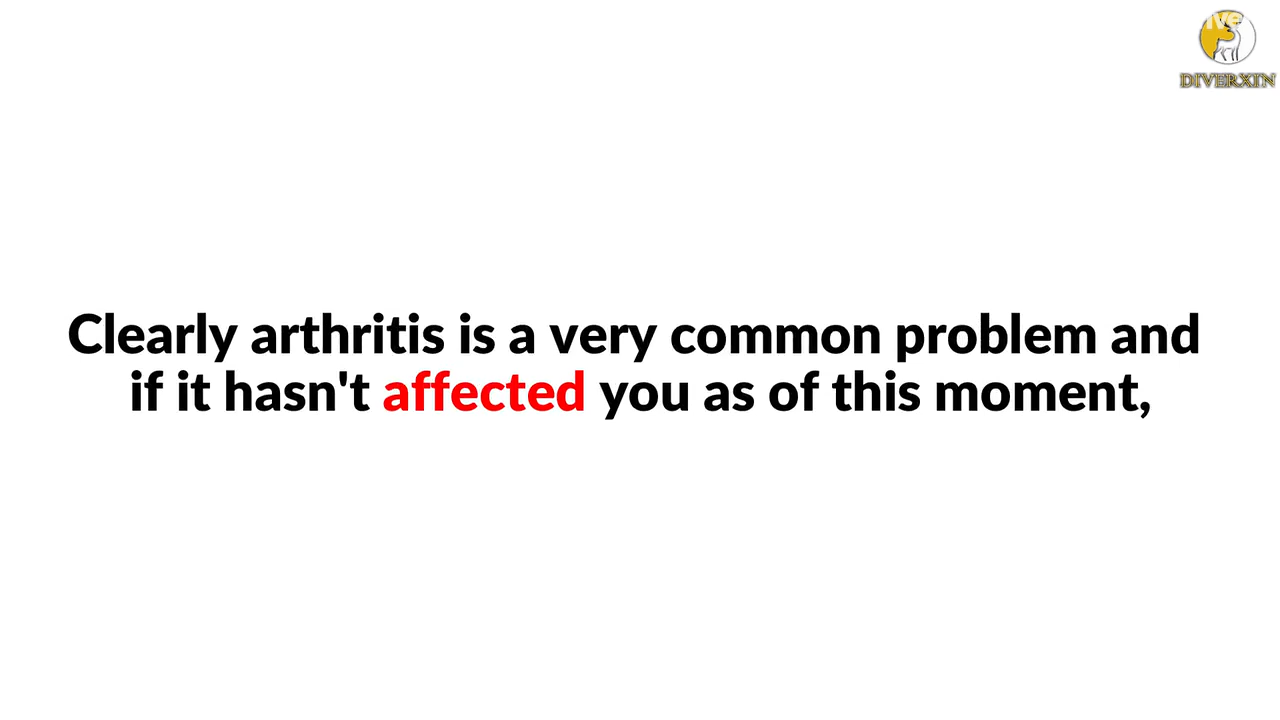 DIVERXIN
Clearly arthritis is a very common problem and
if it hasn't affected you as of this moment,